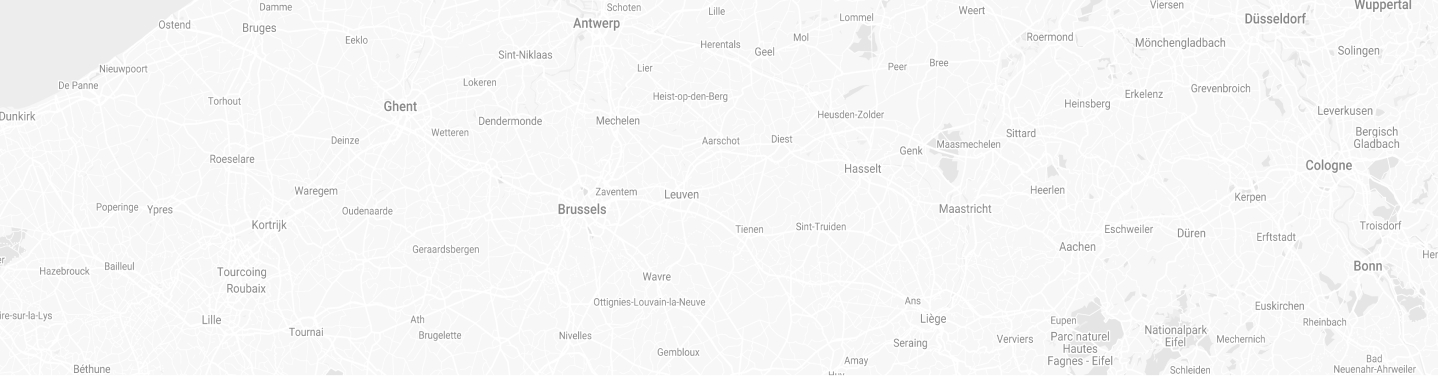 Damme
Schoten
Lille
Lommel
Weert
Viersen
Wuppertal
Ostend
Bruges
Antwerp
Düsseldorf
Eeklo
Herentals
Geel
Mol
Roermond
Mönchengladbach
Solingen
Sint-Niklaas
Nieuwpoort
Lier
Peer
Bree
De Panne
Lokeren
Grevenbroich
Torhout
Ghent
Heist-op-den-Berg
Heinsberg
Erkelenz
Dunkirk
Dendermonde
Mechelen
Heusden-Zolder
Leverkusen
Deinze
Wetteren
Aarschot
Diest
Sittard
Bergisch
Gladbach
Roeselare
Genk
Maasmechelen
Hasselt
Cologne
Waregem
Zaventem
Leuven
Heerlen
Kerpen
Poperinge
Ypres
Oudenaarde
Brussels
Maastricht
Kortrijk
Tienen
Sint-Truiden
Eschweiler
Düren
Erftstadt
Troisdorf
Geraardsbergen
Aachen
Hazebrouck
Bailleul
Tourcoing
Wavre
Bonn
Roubaix
Ottignies-Louvain-la-Neuve
Ans
Euskirchen
ire-sur-la-Lys
Lille
Tournai
Ath
Liège
Eupen
Rheinbach
Brugelette
Nivelles
Seraing
Verviers
Parc naturel
Hautes
Fagnes - Eifel
Nationalpark
Eifel
Mechernich
Gembloux
Amay
Béthune
Huy
Schleiden
Bad
Neuenahr-Ahrweiler